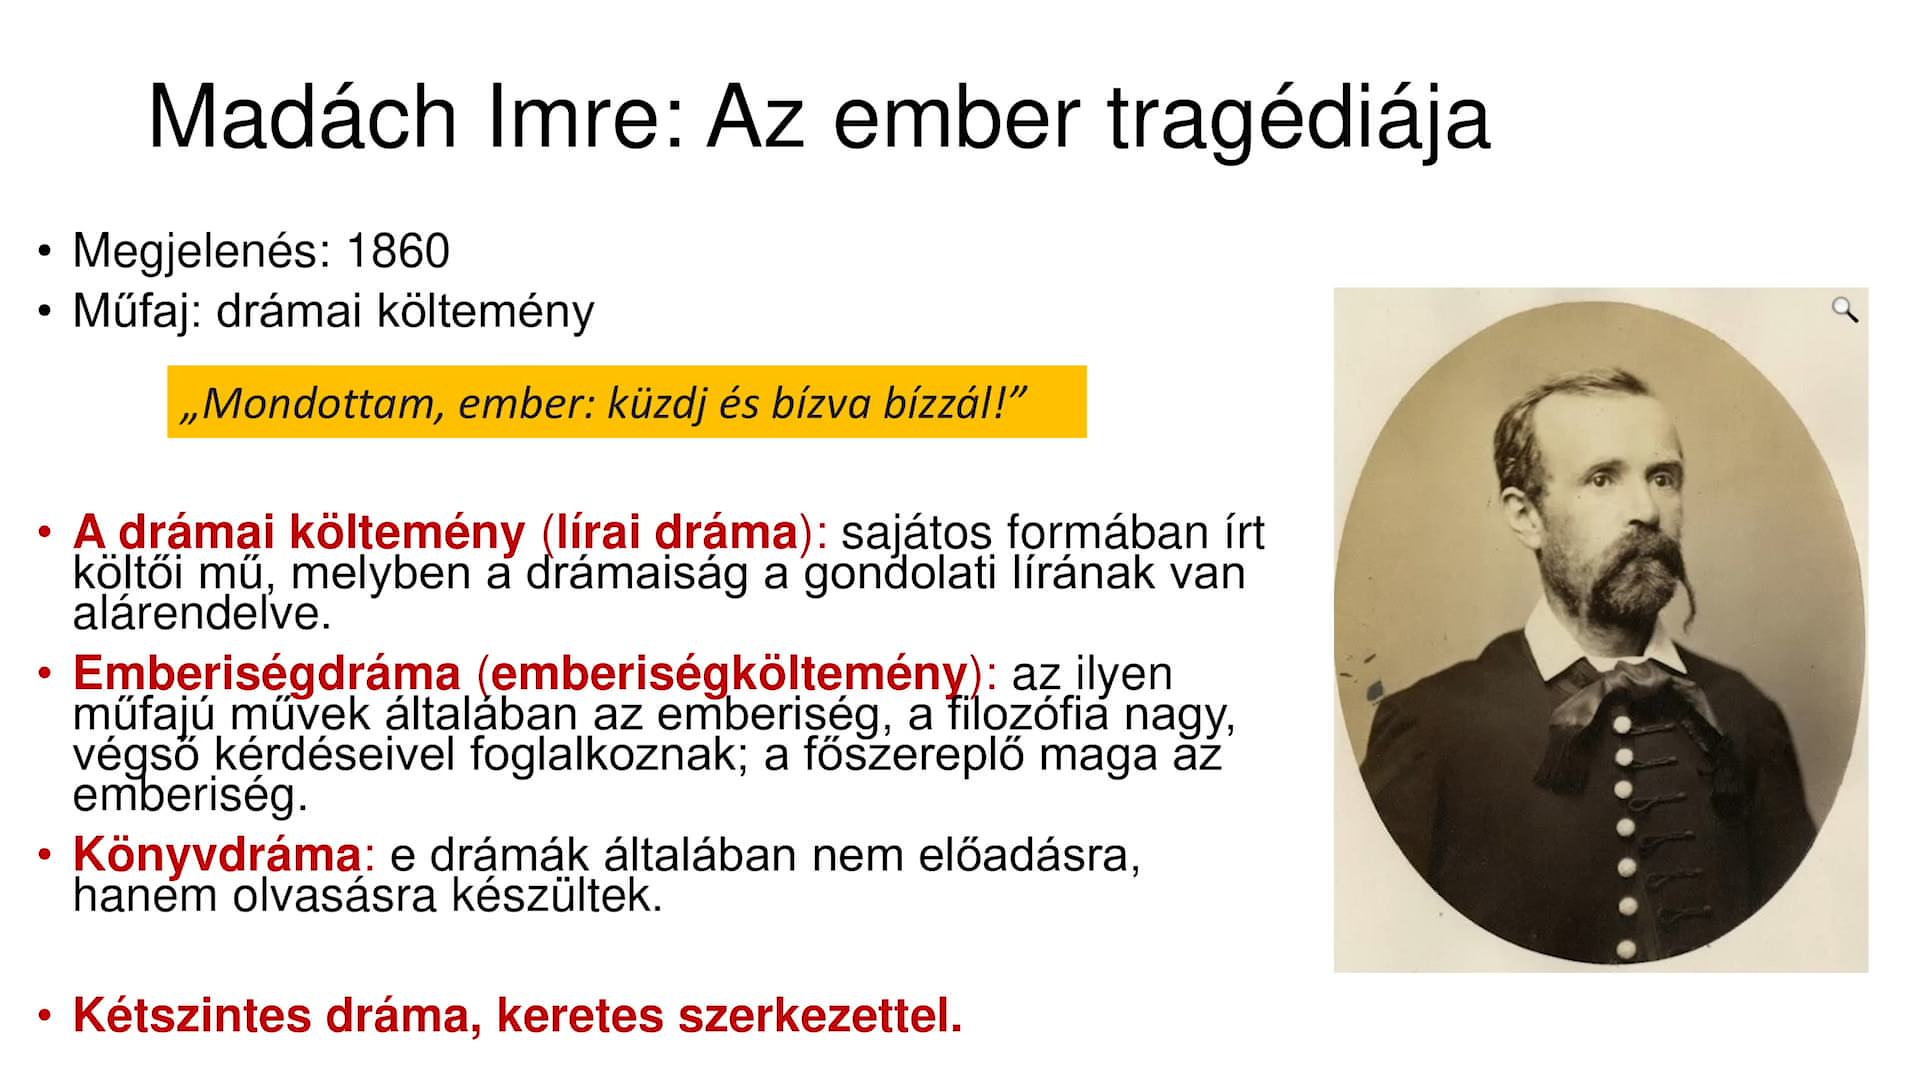 Madách Imre: Az ember tragédiája
• Megjelenés: 1860
• Műfaj: drámai költemény
„Mondottam, ember: küzdj és bízva bízzál!”
• A drámai költemény (lírai dráma): sajátos formában írt
költői mű, melyben a drámaiság a gondolati lírának van
alárendelve.
• Emberiségdráma (emberiségköltemény): az ilyen
műfajú művek általában az emberiség, a filozófia nagy,
végső kérdéseivel foglalkoznak; a főszereplő maga az
emberiség.
• Könyvdráma: e drámák általában nem előadásra,
hanem olvasásra készültek.
• Kétszintes dráma, keretes szerkezettel.